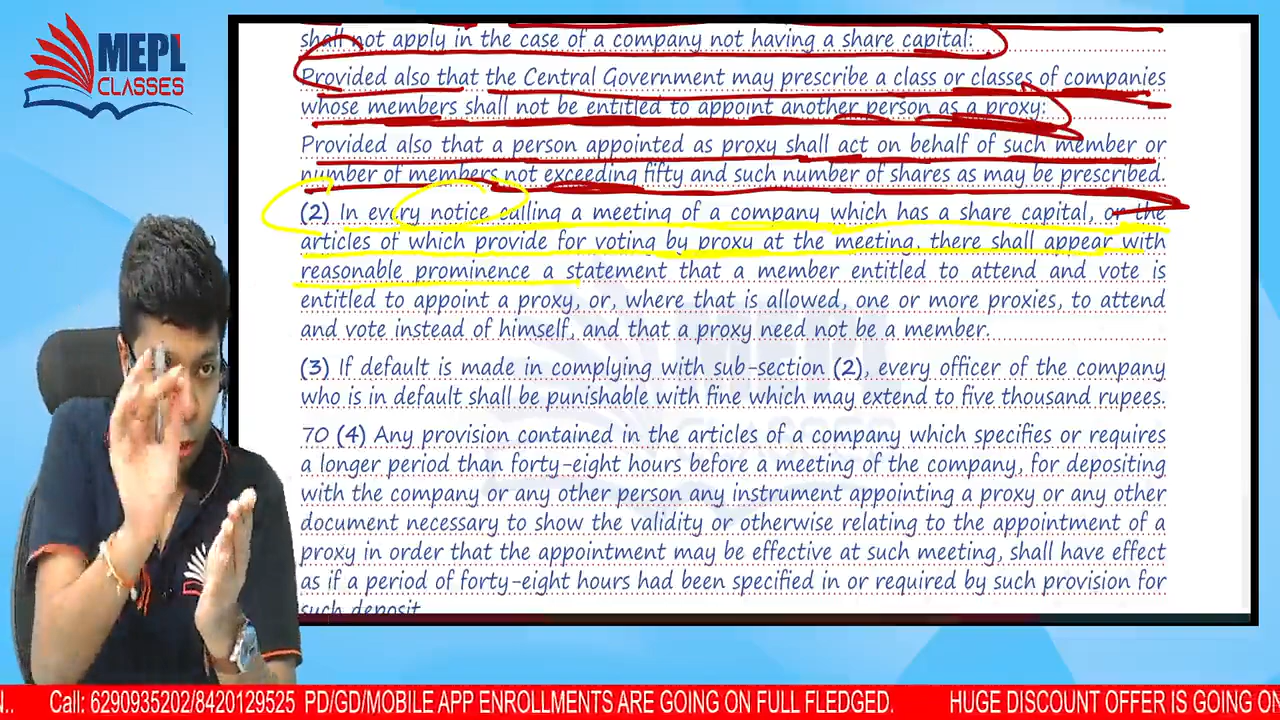 MEPL
CLASSES
shall not apply in the case of a company not having a share capital:
Provided also that the Central Government may prescribe a class or classes of companies
whose members shall not be entitled to appoint another person as a proxy:
Provided also that a person appointed as proxy shall act on behalf of such member or
number of members not exceeding fifty and such number of shares as may be prescribed.
(2) In every notice calling a meeting of a company which has a share capital, or the
articles of which provide for voting by proxy at the meeting, there shall appear with
reasonable prominence a statement that a member entitled to attend and vote is
entitled to appoint a proxy, or, where that is allowed, one or more proxies, to attend
and vote instead of himself, and that a proxy need not be a member.
(3) If default is made in complying with sub-section (2), every officer of the company
who is in default shall be punishable with fine which may extend to five thousand rupees.
70 (4) Any provision contained in the articles of a company which specifies or requires
a longer period than forty-eight hours before a meeting of the company, for depositing
with the company or any other person any instrument appointing a proxy or any other
document necessary to show the validity or otherwise relating to the appointment of a
proxy in order that the appointment may be effective at such meeting, shall have effect
as if a period of forty-eight hours had been specified in or required by such provision for
such deposit
N.. Call: 6290935202/8420129525 PD/GD/MOBILE APP ENROLLMENTS ARE GOING ON FULL FLEDGED. HUGE DISCOUNT OFFER IS GOING ON